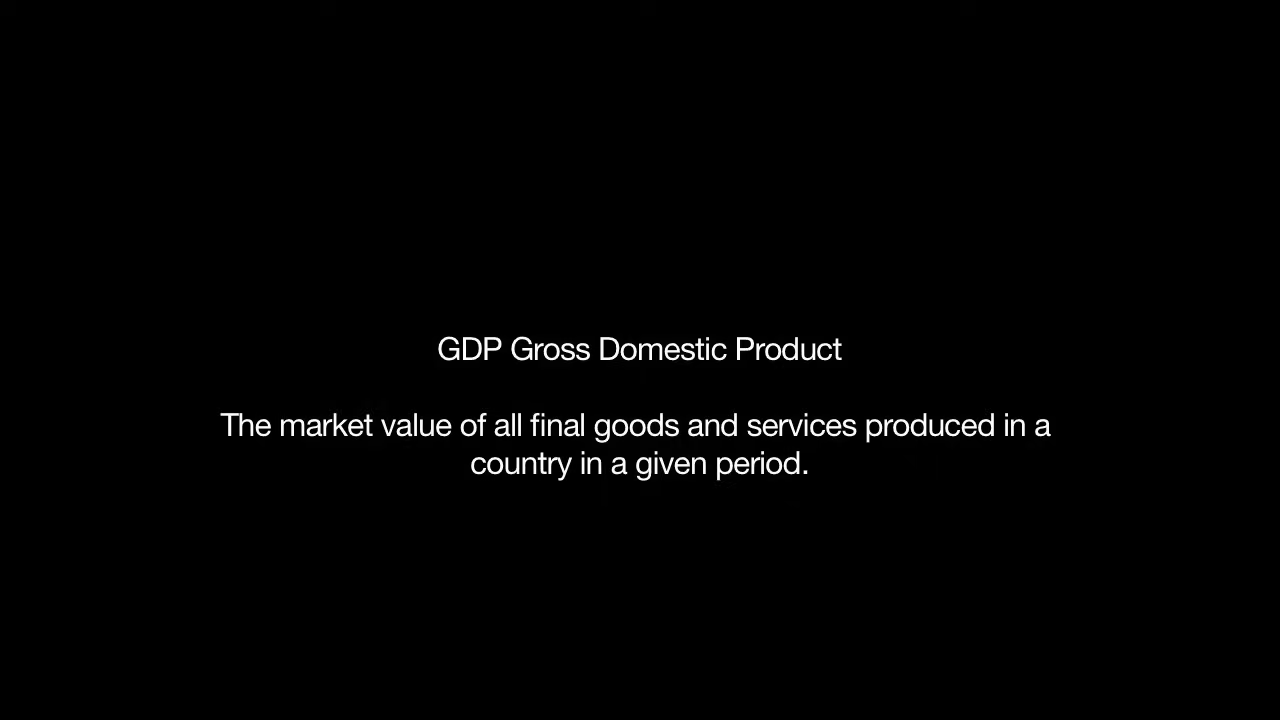 GDP Gross Domestic Product
The market value of all final goods and services produced in a
country in a given period.